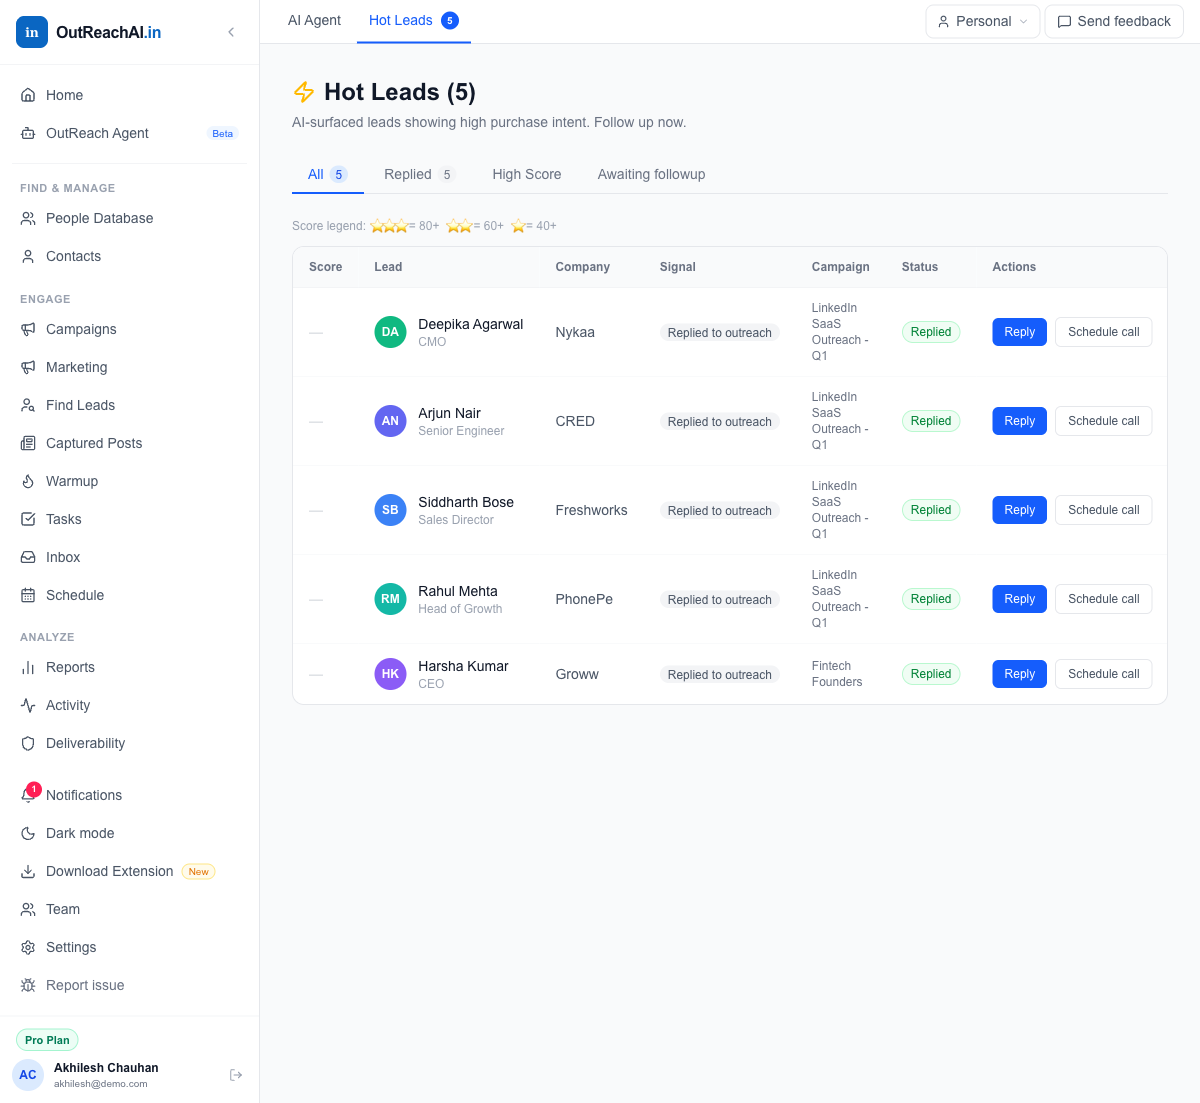 in OutReachAI.in
Home
OutReach Agent Beta
FIND & MANAGE
People Database
Contacts
ENGAGE
Campaigns
Marketing
Find Leads
Captured Posts
Warmup
Tasks
Inbox
Schedule
ANALYZE
Reports
Activity
Deliverability
1
Notifications
Dark mode
Download Extension New
Team
Settings
Report issue
Pro Plan
AC Akhilesh Chauhan
akhilesh@demo.com
AI Agent Hot Leads 5 Personal Send feedback
Hot Leads (5)
AI-surfaced leads showing high purchase intent. Follow up now.
All 5 Replied 5 High Score Awaiting followup
Score legend: ⭐⭐⭐= 80+ ⭐⭐= 60+ ⭐= 40+
Score Lead Company Signal Campaign Status Actions
— DA Deepika Agarwal
CMO
Nykaa Replied to outreach
LinkedIn
SaaS
Outreach -
Q1
Replied Reply Schedule call
— AN Arjun Nair
Senior Engineer
CRED Replied to outreach
LinkedIn
SaaS
Outreach -
Q1
Replied Reply Schedule call
— SB Siddharth Bose
Sales Director
Freshworks Replied to outreach
LinkedIn
SaaS
Outreach -
Q1
Replied Reply Schedule call
— RM Rahul Mehta
Head of Growth
PhonePe Replied to outreach
LinkedIn
SaaS
Outreach -
Q1
Replied Reply Schedule call
— HK Harsha Kumar
CEO
Groww Replied to outreach
Fintech
Founders
Replied Reply Schedule call